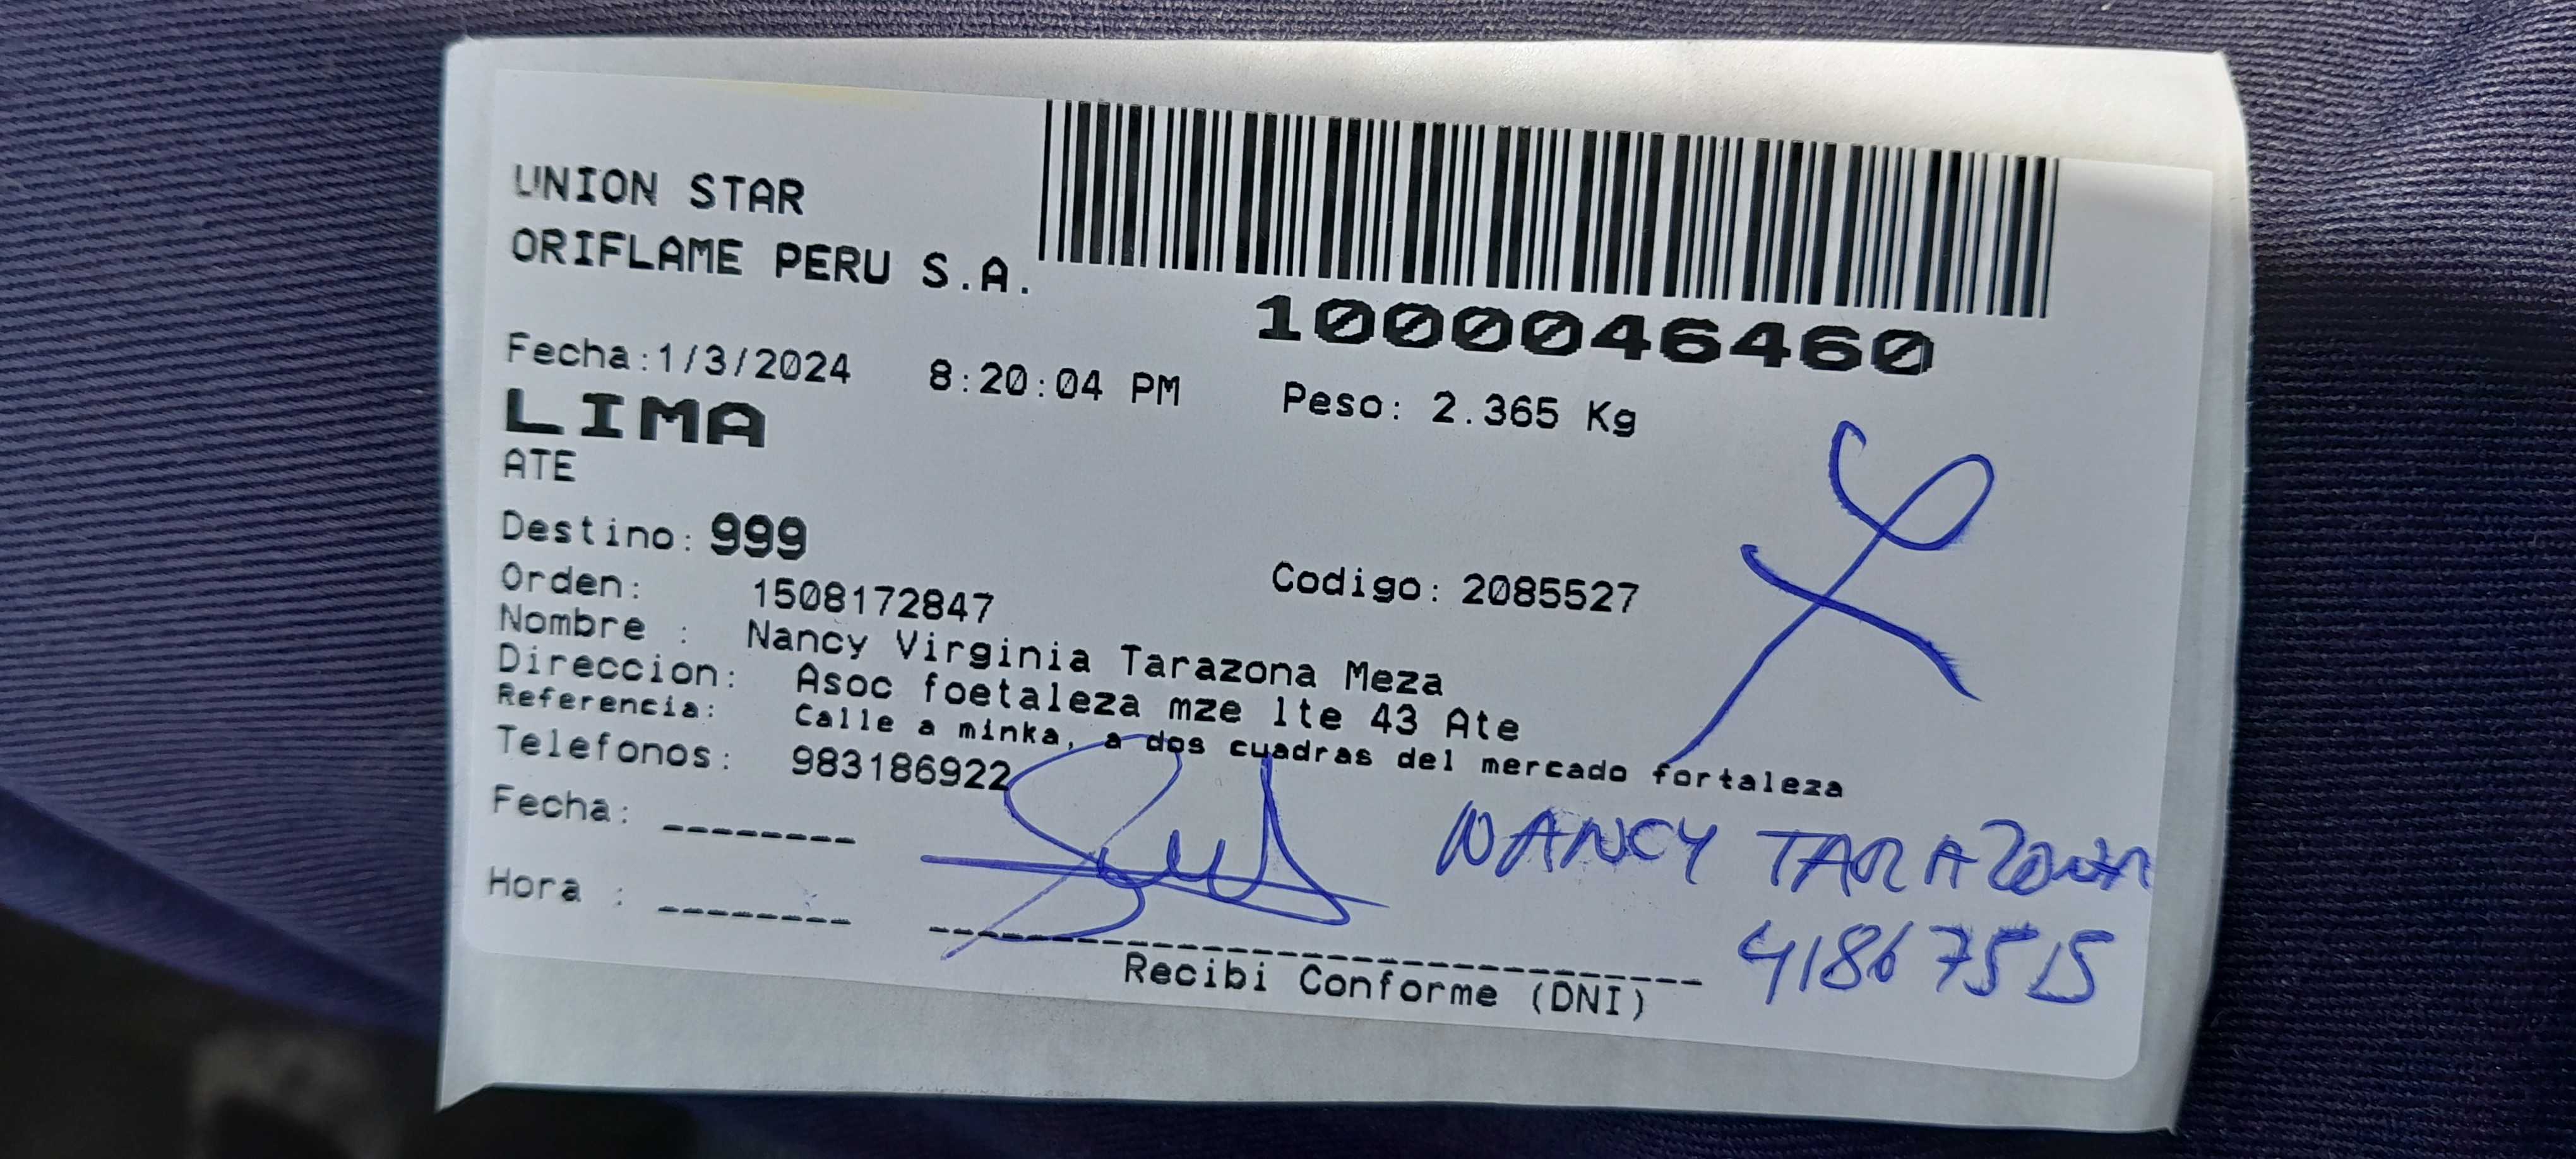 UNION STAR
ORIFLAME PERU S.A.
1000046460
Fecha:1/3/2024 8:20:04 PM Peso: 2.365 Kg
LIMA
ATE
Destino: 999
Orden: 1508172847 Codigo: 2085527
Nombre : Nancy Virginia Tarazona Meza
Direccion: Asoc foetaleza mze lte 43 Ate
Referencia: Calle a minka, a dos cuadras del mercado fortaleza
Telefonos: 983186922
Fecha: --------
NANCY TARAZONA
Hora : --------
41867515
Recibi Conforme (DNI)